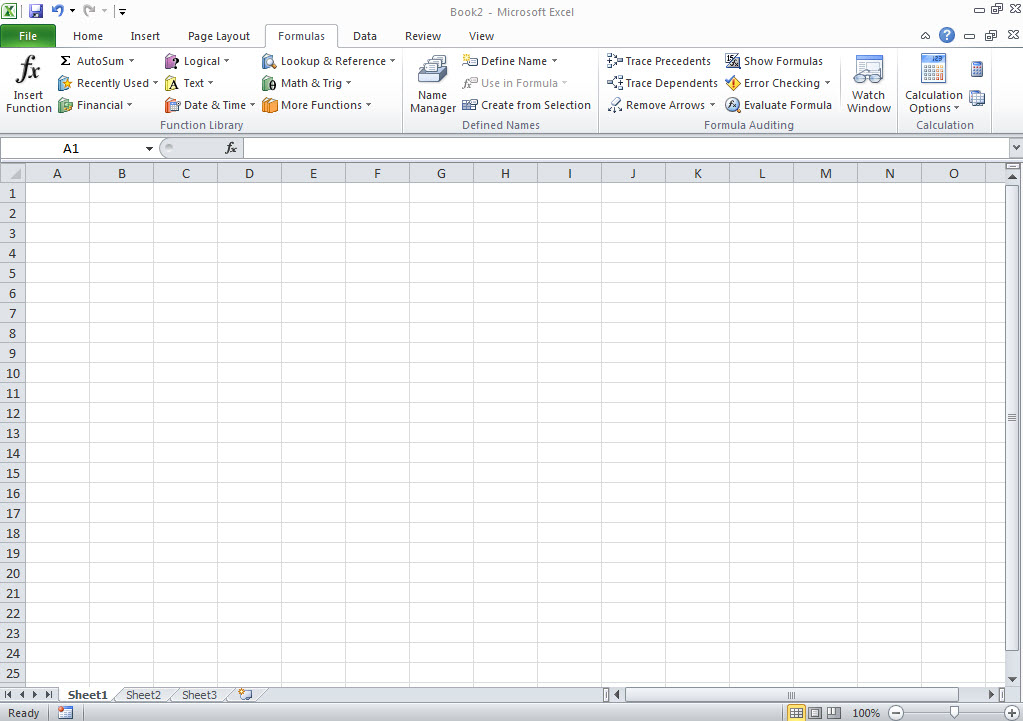 Book2 - Microsoft Excel
File Home Insert Page Layout Formulas Data Review View
Σ AutoSum Logical Lookup & Reference Define Name Trace Precedents Show Formulas
Recently Used Text Math & Trig Use in Formula Trace Dependents Error Checking
Financial Date & Time More Functions Create from Selection Remove Arrows Evaluate Formula
fx Insert Function
Name Manager
Watch Window
Calculation Options
Function Library Defined Names Formula Auditing Calculation
A1 fx
A B C D E F G H I J K L M N O
1
2
3
4
5
6
7
8
9
10
11
12
13
14
15
16
17
18
19
20
21
22
23
24
25
Sheet1 Sheet2 Sheet3
Ready 100%